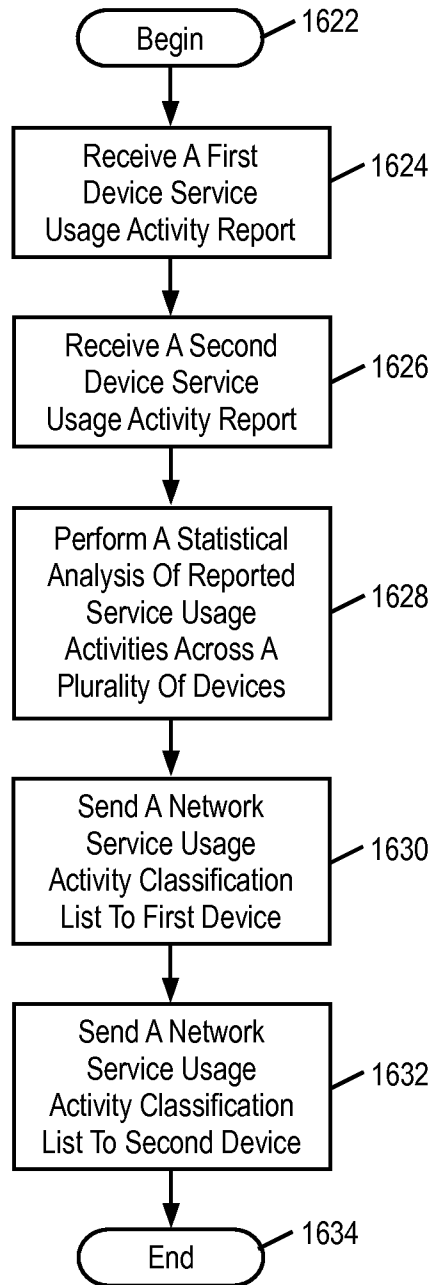 Begin
1622
Receive A First
Device Service
Usage Activity Report
1624
Receive A Second
Device Service
Usage Activity Report
1626
Perform A Statistical
Analysis Of Reported
Service Usage
Activities Across A
Plurality Of Devices
1628
Send A Network
Service Usage
Activity Classification
List To First Device
1630
Send A Network
Service Usage
Activity Classification
List To Second Device
1632
End
1634